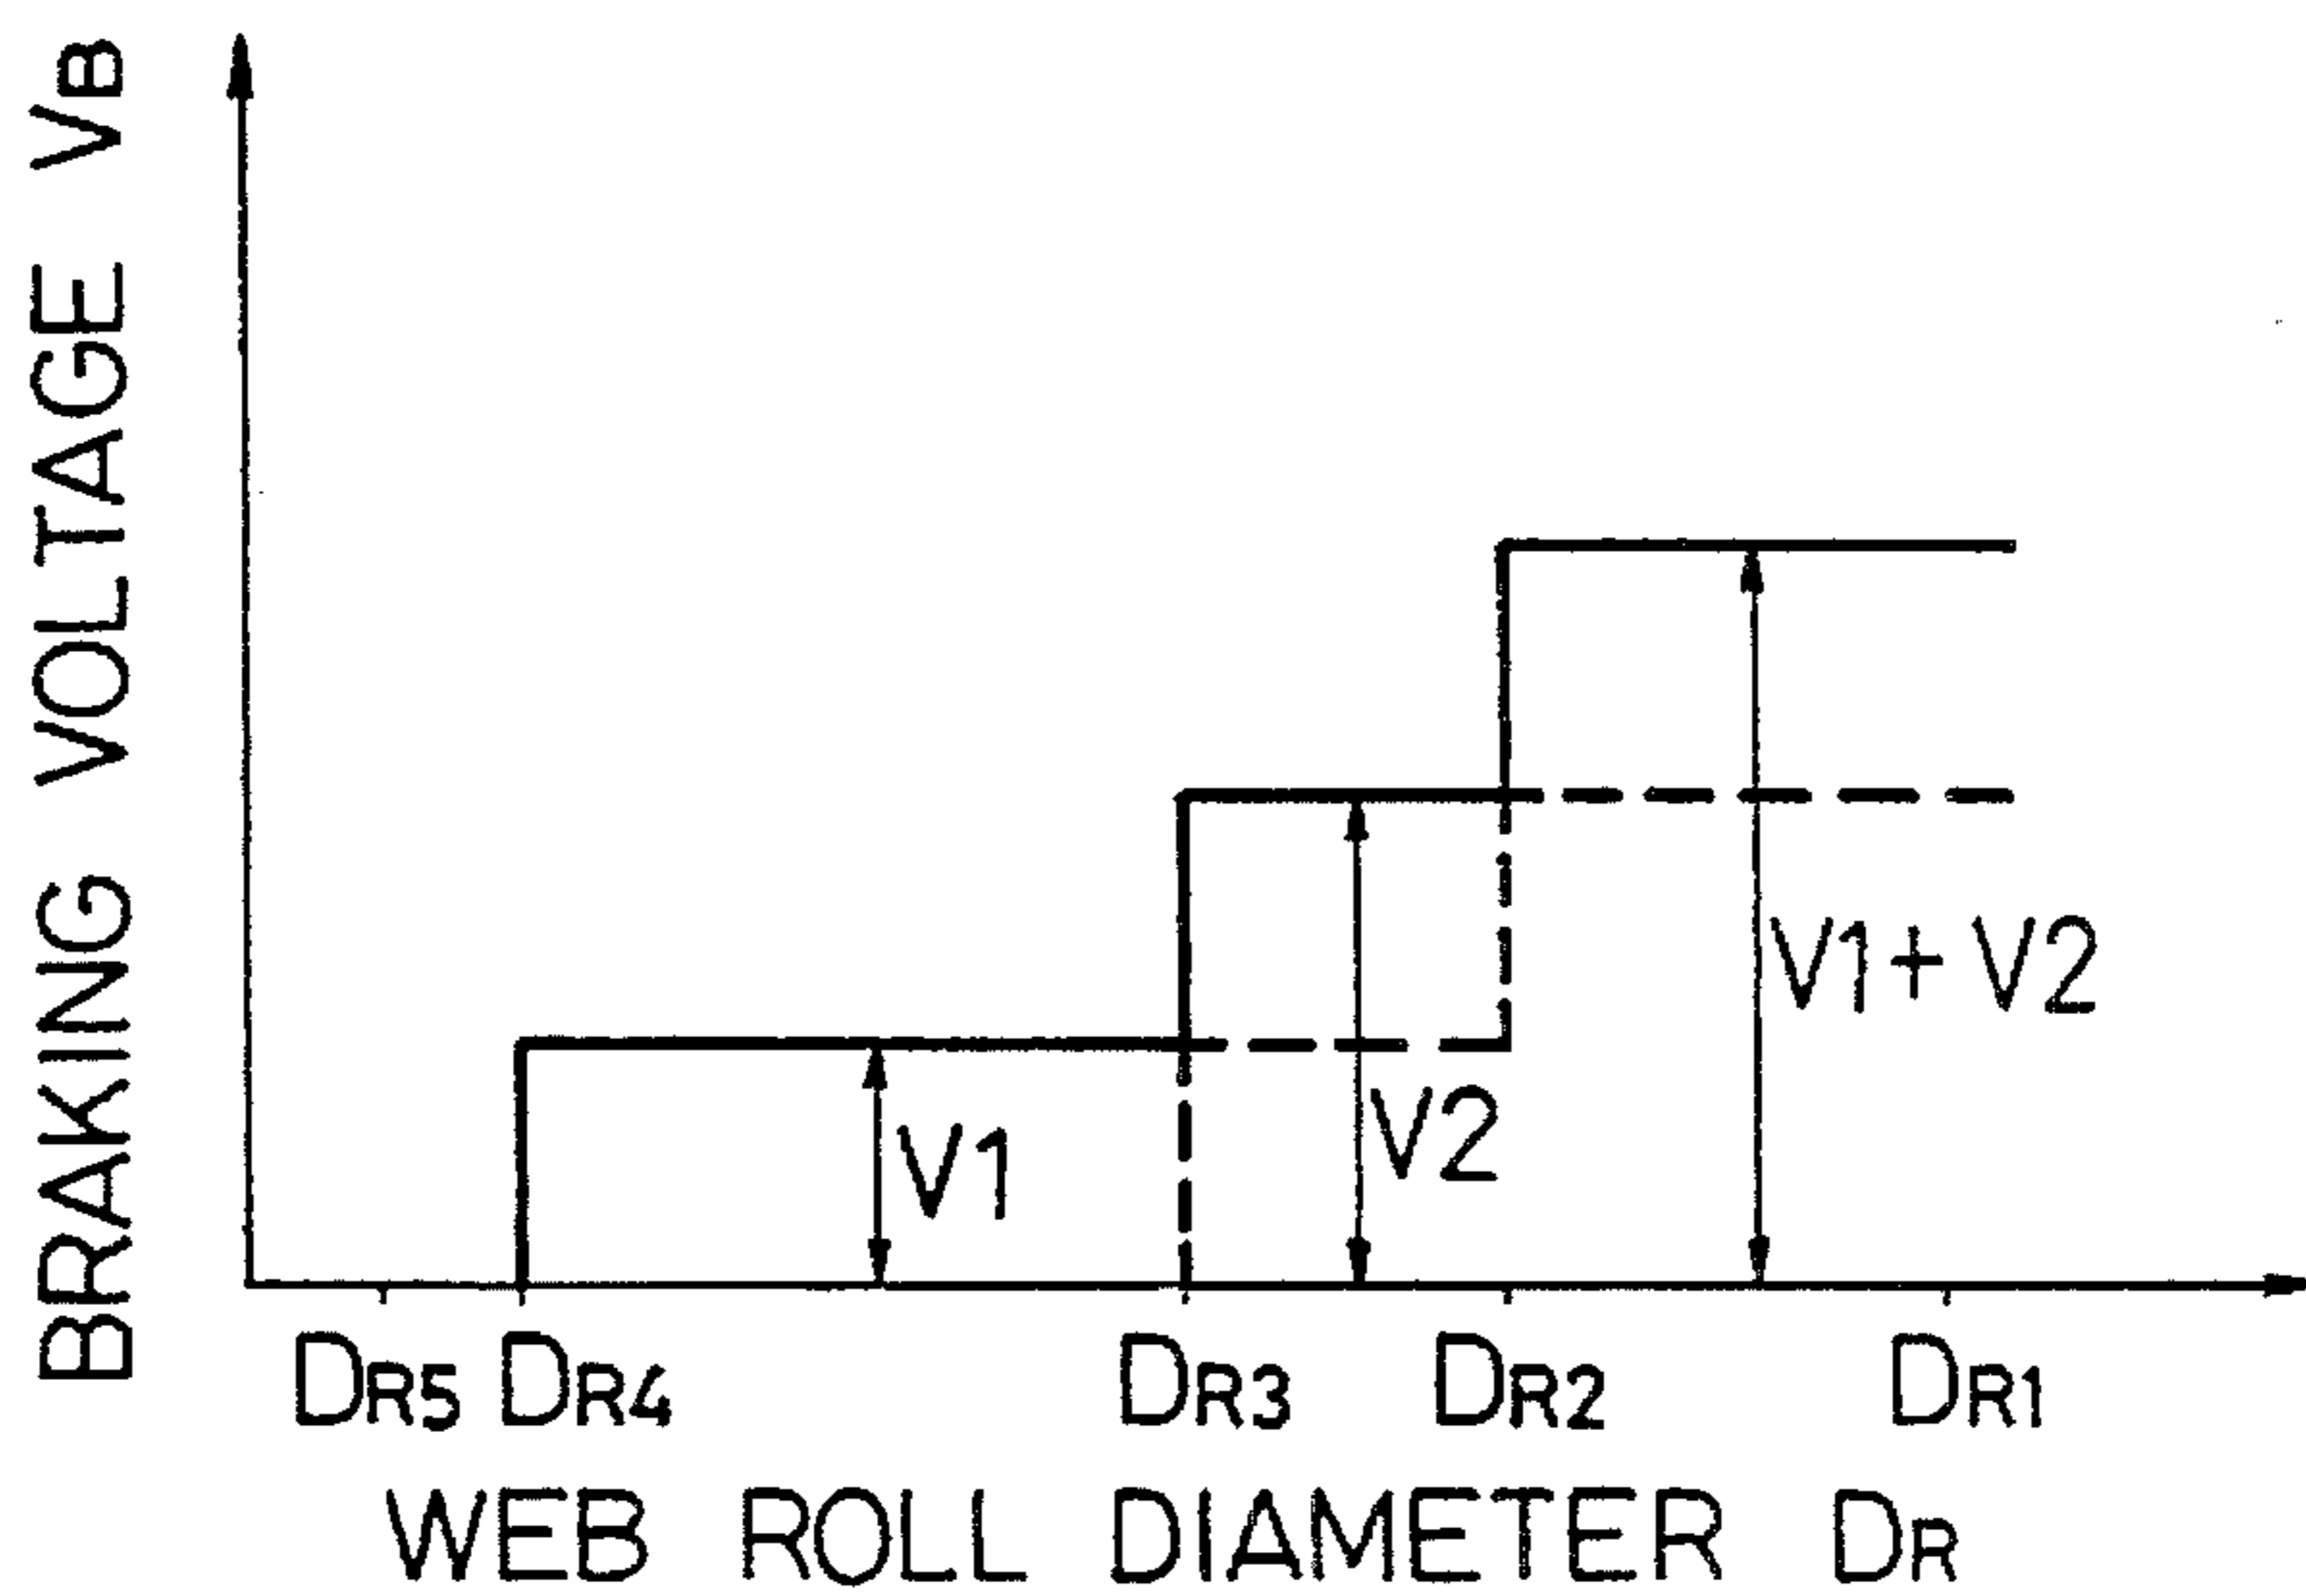 BRAKING VOLTAGE VB
V1+V2
V2
V1
DR5 DR4 DR3 DR2 DR1
WEB ROLL DIAMETER DR